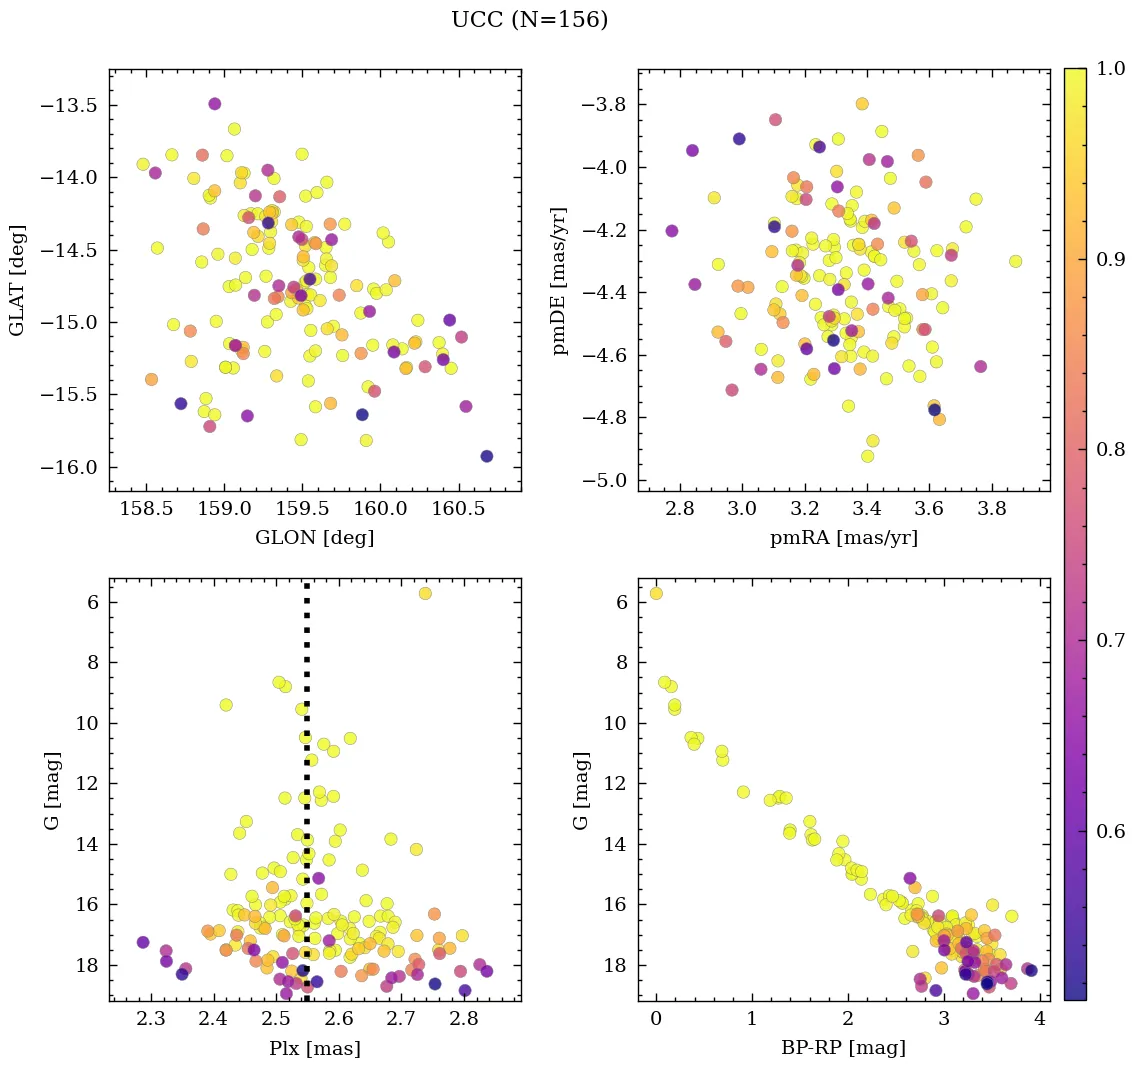 UCC (N=156)
−13.5
−14.0
−14.5
−15.0
−15.5
−16.0
GLAT [deg]
158.5 159.0 159.5 160.0 160.5
GLON [deg]
−3.8
−4.0
−4.2
−4.4
−4.6
−4.8
−5.0
pmDE [mas/yr]
2.8 3.0 3.2 3.4 3.6 3.8
pmRA [mas/yr]
6
8
10
12
14
16
18
G [mag]
2.3 2.4 2.5 2.6 2.7 2.8
Plx [mas]
6
8
10
12
14
16
18
G [mag]
0 1 2 3 4
BP-RP [mag]
1.0
0.9
0.8
0.7
0.6